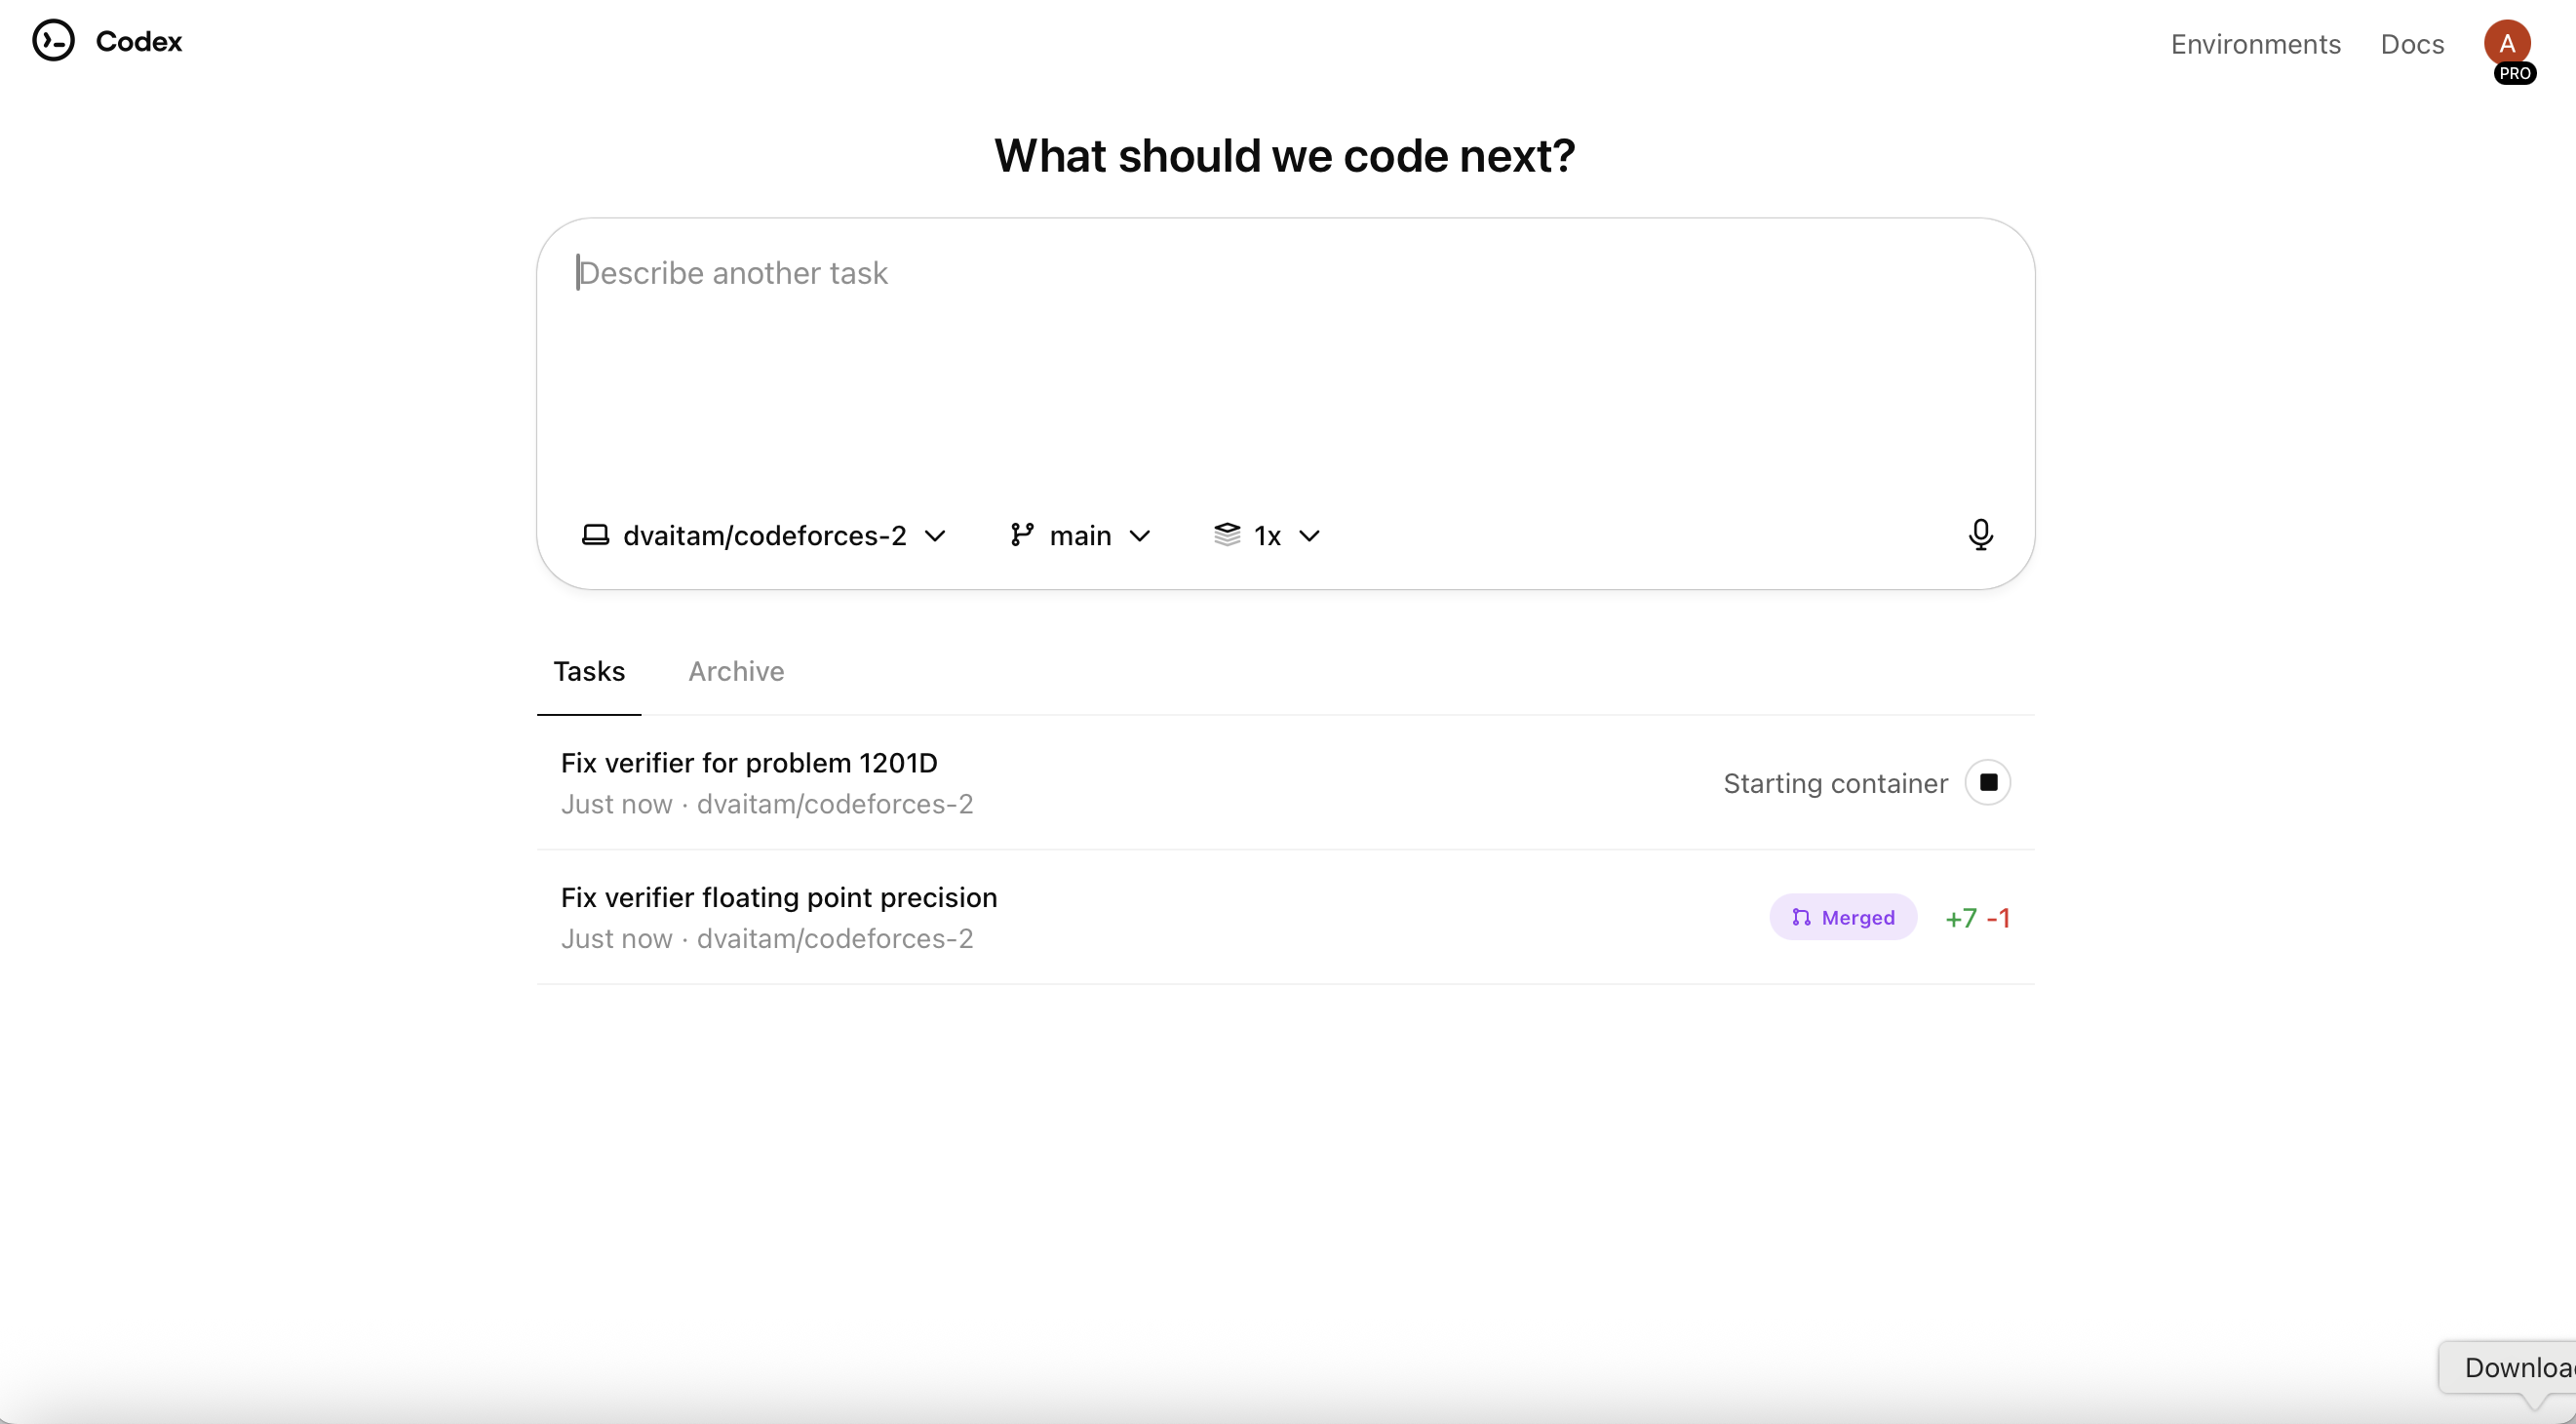 Codex
Environments
Docs
A
PRO
What should we code next?
Describe another task
dvaitam/codeforces-2
main
1x
Tasks
Archive
Fix verifier for problem 1201D
Just now · dvaitam/codeforces-2
Starting container
Fix verifier floating point precision
Just now · dvaitam/codeforces-2
Merged
+7 -1